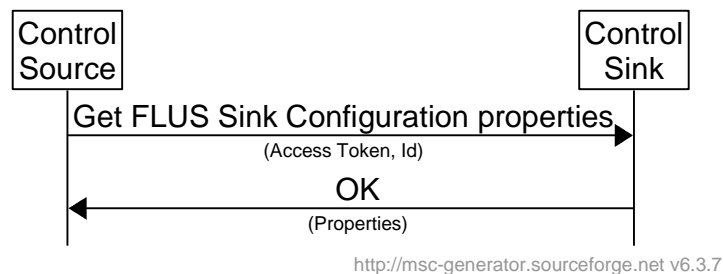 Control
Source
Control
Sink
Get FLUS Sink Configuration properties
(Access Token, Id)
OK
(Properties)
http://msc-generator.sourceforge.net v6.3.7